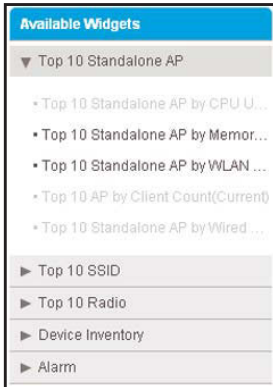 Available Widgets
Top 10 Standalone AP
Top 10 Standalone AP by CPU U...
Top 10 Standalone AP by Memor...
Top 10 Standalone AP by WLAN ...
Top 10 AP by Client Count(Current)
Top 10 Standalone AP by Wired ...
Top 10 SSID
Top 10 Radio
Device Inventory
Alarm